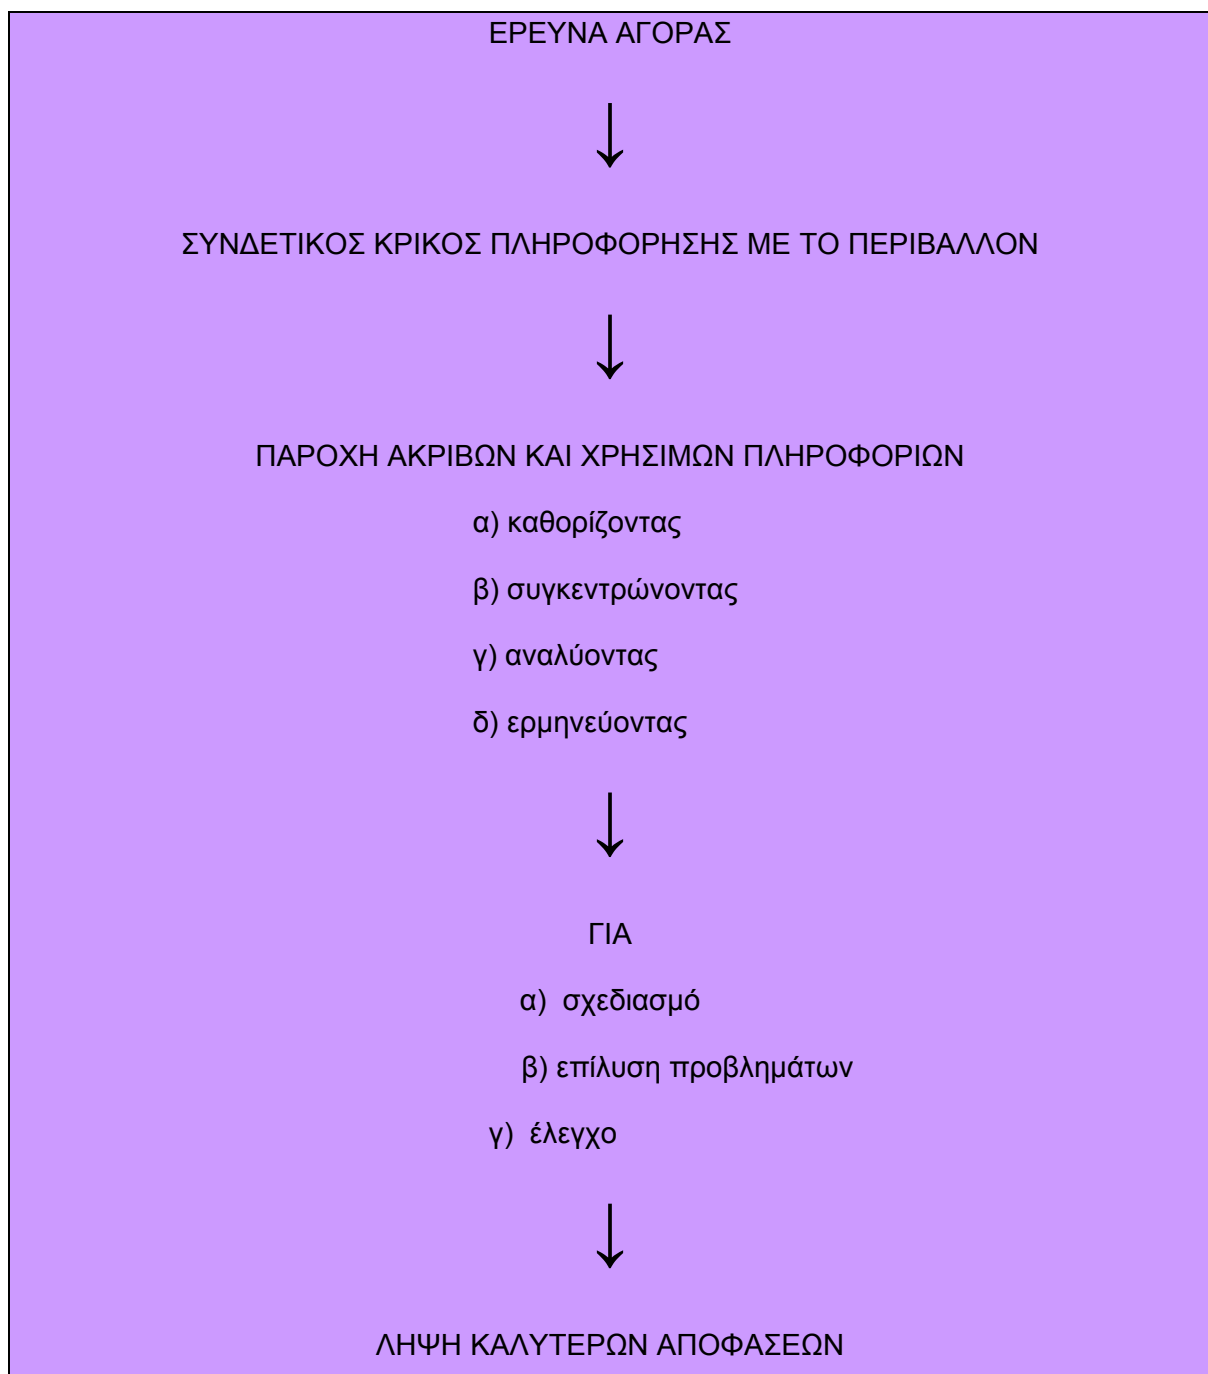 ΕΡΕΥΝΑ ΑΓΟΡΑΣ
ΣΥΝΔΕΤΙΚΟΣ ΚΡΙΚΟΣ ΠΛΗΡΟΦΟΡΗΣΗΣ ΜΕ ΤΟ ΠΕΡΙΒΑΛΛΟΝ
ΠΑΡΟΧΗ ΑΚΡΙΒΩΝ ΚΑΙ ΧΡΗΣΙΜΩΝ ΠΛΗΡΟΦΟΡΙΩΝ
α) καθορίζοντας
β) συγκεντρώνοντας
γ) αναλύοντας
δ) ερμηνεύοντας
ΓΙΑ
α) σχεδιασμό
β) επίλυση προβλημάτων
γ) έλεγχο
ΛΗΨΗ ΚΑΛΥΤΕΡΩΝ ΑΠΟΦΑΣΕΩΝ